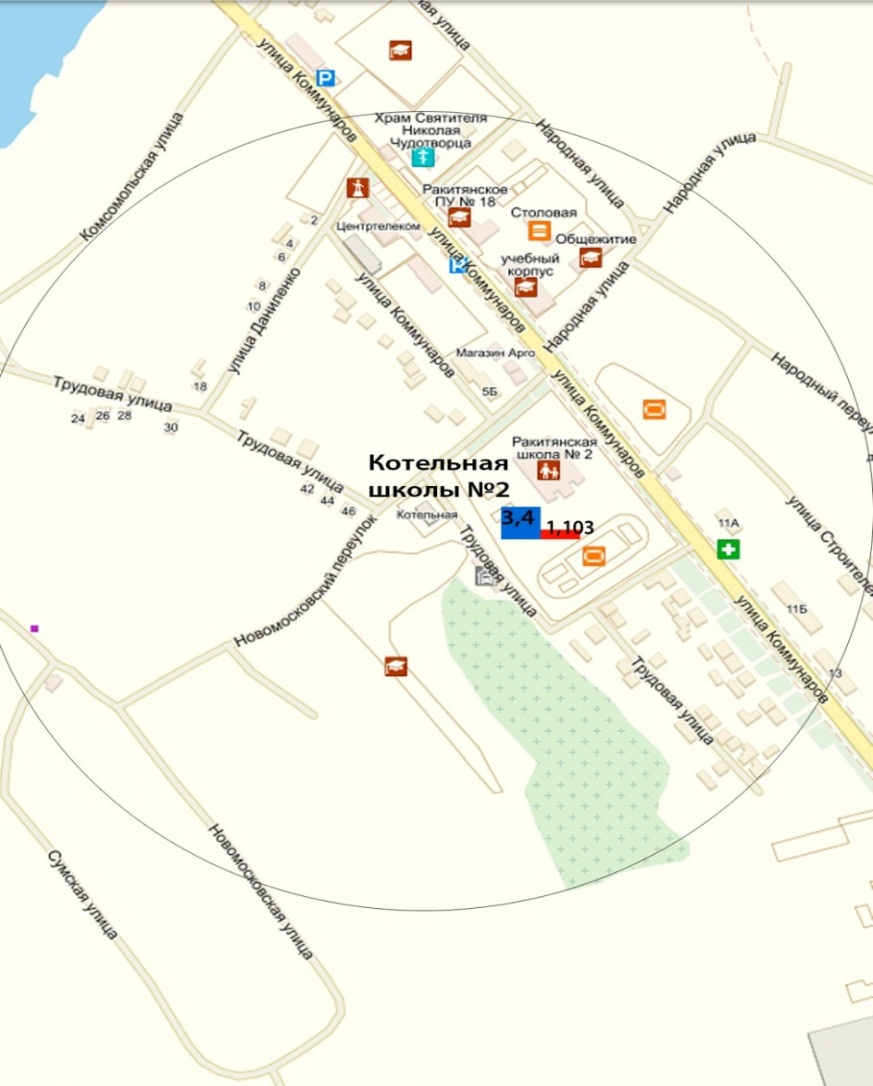 ая улица
улица Коммунаров
P
Храм Святителя
Николая
Чудотворца
Народная улица
Народная улица
Комсомольская улица
Ракитянское
ПУ № 18
Столовая
2
Центртелеком
Общежитие
4
6
учебный
корпус
улица Коммунаров
8
10
улица Даниленко
улица Коммунаров
Народная улица
Магазин Арго
Трудовая улица
18
5Б
улица Коммунаров
Народный переу
24
26
28
30
Трудовая улица
Ракитянская
школа № 2
Котельная
школы №2
42
44
46
Котельная
3,4
1,103
11А
улица Строителе
Трудовая улица
Новомосковский переулок
11Б
улица Коммунаров
13
Трудовая улица
Сумская улица
Новомосковская улица